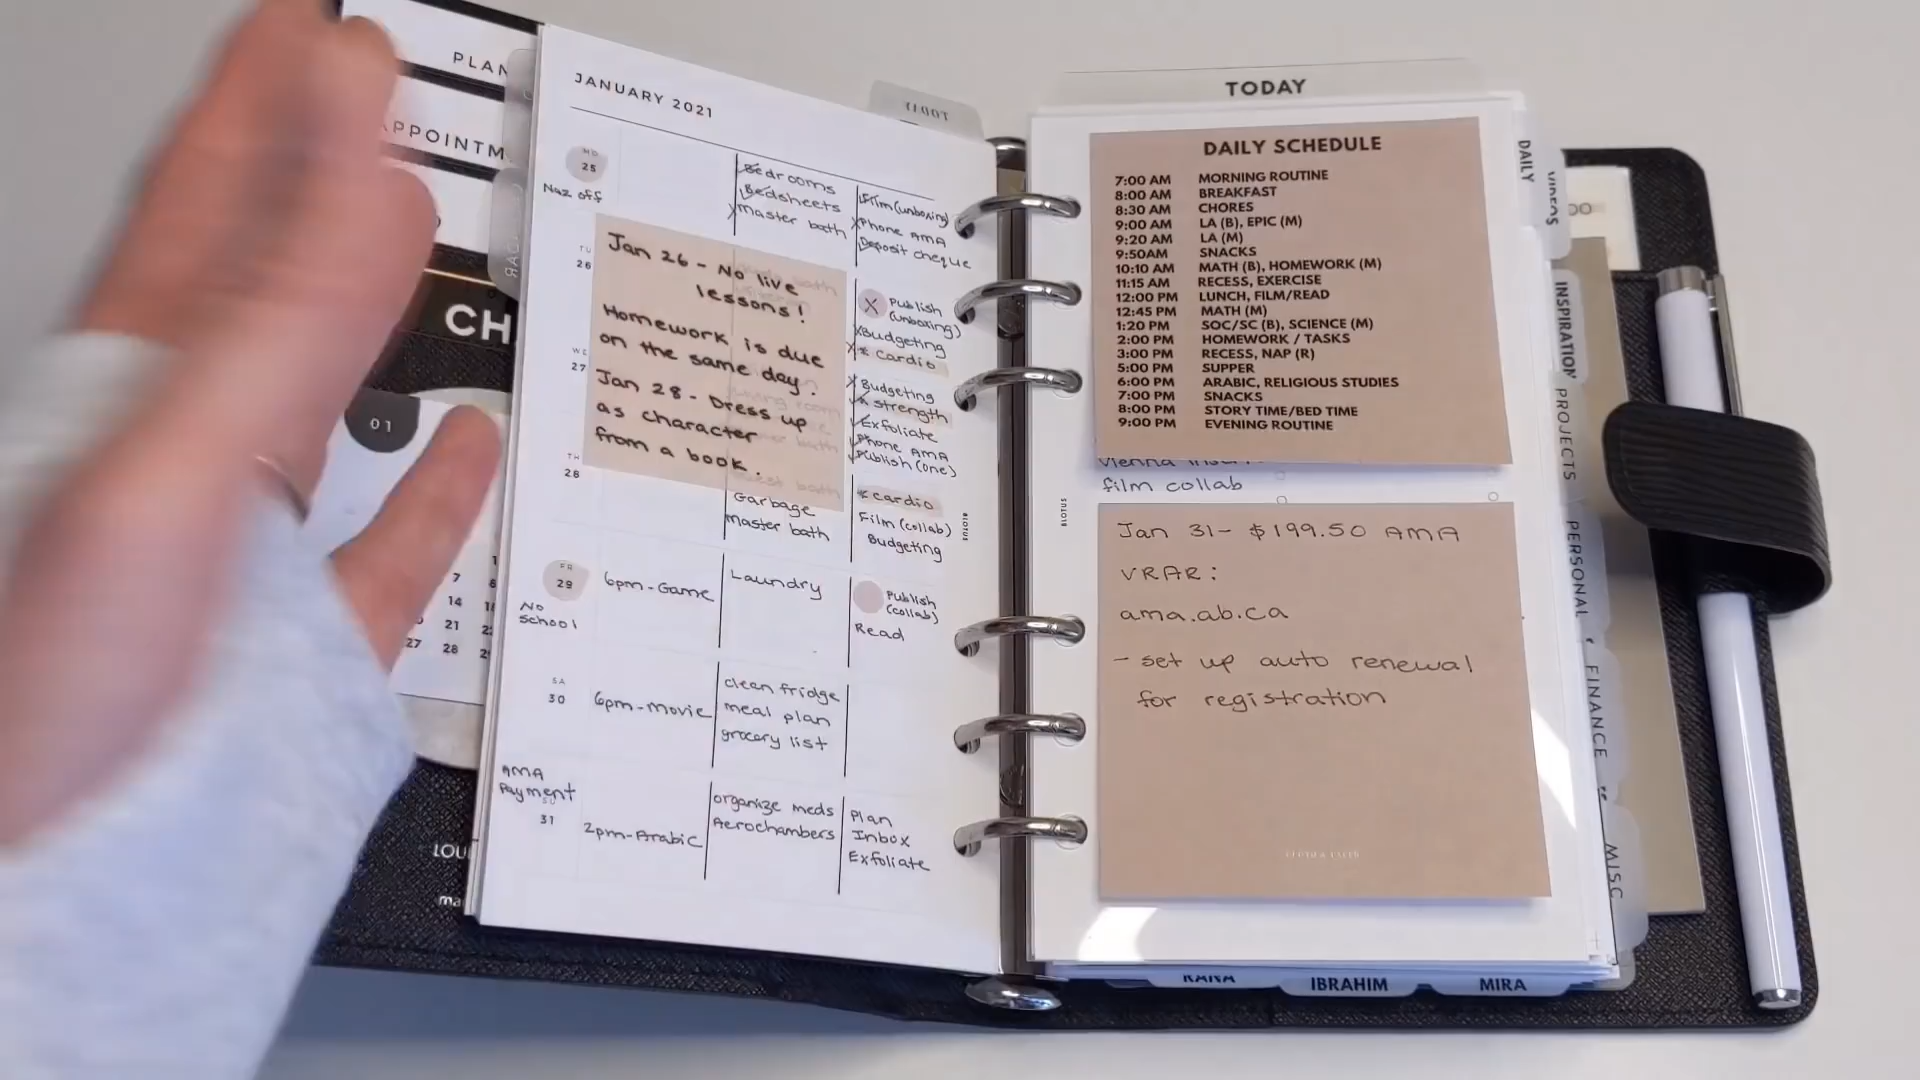 JANUARY 2021
MO
25
Naz off
Bedrooms
Bedsheets
Master bath
Film (unboxing)
Phone AMA
Deposit cheque
TU
26
Jan 26 - No live
lessons!
Homework is due
on the same day!
Jan 28 - Dress up
as character
from a book.
X Publish
(unboxing)
Budgeting
* cardio
WE
27
Budgeting
* strength
Exfoliate
Phone AMA
Publish (one)
TH
28
Garbage
Master bath
* cardio
Film (collab)
Budgeting
FR
29
No
school
6pm - Game
Laundry
Publish
(collab)
Read
SA
30
6pm - movie
clean fridge
meal plan
grocery list
AMA
Payment
31
2pm - Arabic
organize meds
Aerochambers
Plan
Inbox
Exfoliate
TODAY
DAILY SCHEDULE
7:00 AM MORNING ROUTINE
8:00 AM BREAKFAST
8:30 AM CHORES
9:00 AM LA (B), EPIC (M)
9:20 AM LA (M)
9:50AM SNACKS
10:10 AM MATH (B), HOMEWORK (M)
11:15 AM RECESS, EXERCISE
12:00 PM LUNCH, FILM/READ
12:45 PM MATH (M)
1:20 PM SOC/SC (B), SCIENCE (M)
2:00 PM HOMEWORK / TASKS
3:00 PM RECESS, NAP (R)
5:00 PM SUPPER
6:00 PM ARABIC, RELIGIOUS STUDIES
7:00 PM SNACKS
8:00 PM STORY TIME/BED TIME
9:00 PM EVENING ROUTINE
film collab
Jan 31 - $199.50 AMA
VRAR:
ama.ab.ca
- set up auto renewal
for registration
DAILY
VIDEOS
INSPIRATION
PROJECTS
PERSONAL
FINANCE
MISC
RANA
IBRAHIM
MIRA
01
7
14
21
27 28